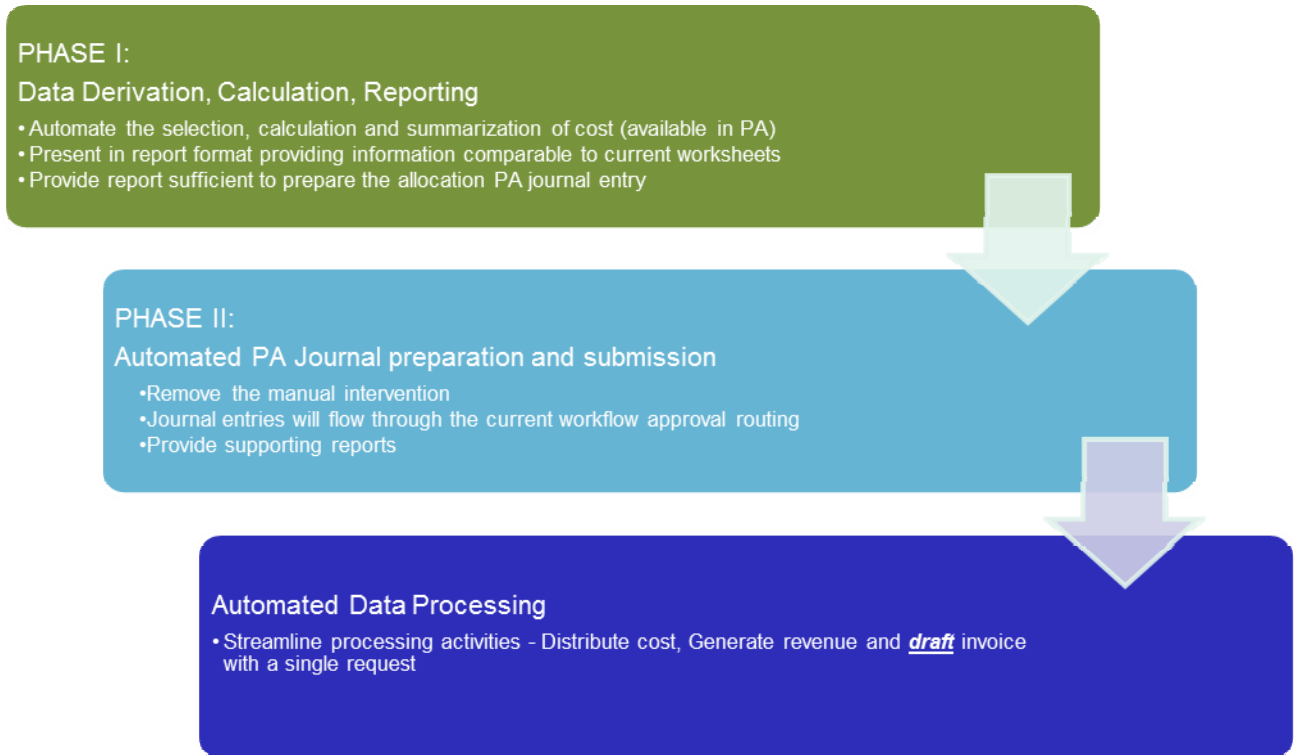 PHASE I:
Data Derivation, Calculation, Reporting
• Automate the selection, calculation and summarization of cost (available in PA)
• Present in report format providing information comparable to current worksheets
• Provide report sufficient to prepare the allocation PA journal entry
PHASE II:
Automated PA Journal preparation and submission
•Remove the manual intervention
•Journal entries will flow through the current workflow approval routing
•Provide supporting reports
Automated Data Processing
• Streamline processing activities - Distribute cost, Generate revenue and draft invoice
with a single request